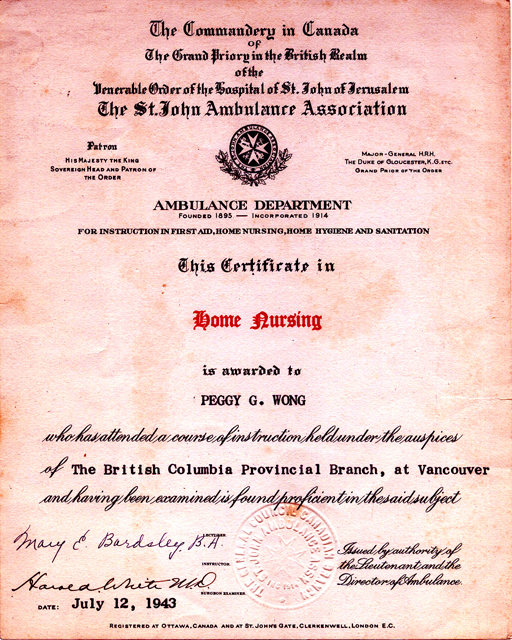 The Commandery in Canada
of
The Grand Priory in the British Realm
of the
Venerable Order of the Hospital of St. John of Jerusalem
The St. John Ambulance Association
Patron
His Majesty the King
Sovereign Head and Patron of
the Order
Major-General H.R.H.
The Duke of Gloucester, K.G. etc.
Grand Prior of the Order
Ambulance Department
Founded 1895 — Incorporated 1914
For Instruction in First Aid, Home Nursing, Home Hygiene and Sanitation
This Certificate in
Home Nursing
is awarded to
PEGGY G. WONG
who has attended a course of instruction held under the auspices
of The British Columbia Provincial Branch, at Vancouver
and having been examined is found proficient in the said subject
Mary E. Bardsley B.A.
LECTURER
INSTRUCTOR
Harold White M.D.
SURGEON EXAMINER
Issued by authority of
the Lieutenant and the
Director of Ambulance.
DATE: July 12, 1943
Registered at Ottawa, Canada and at St. John's Gate, Clerkenwell, London E.C.